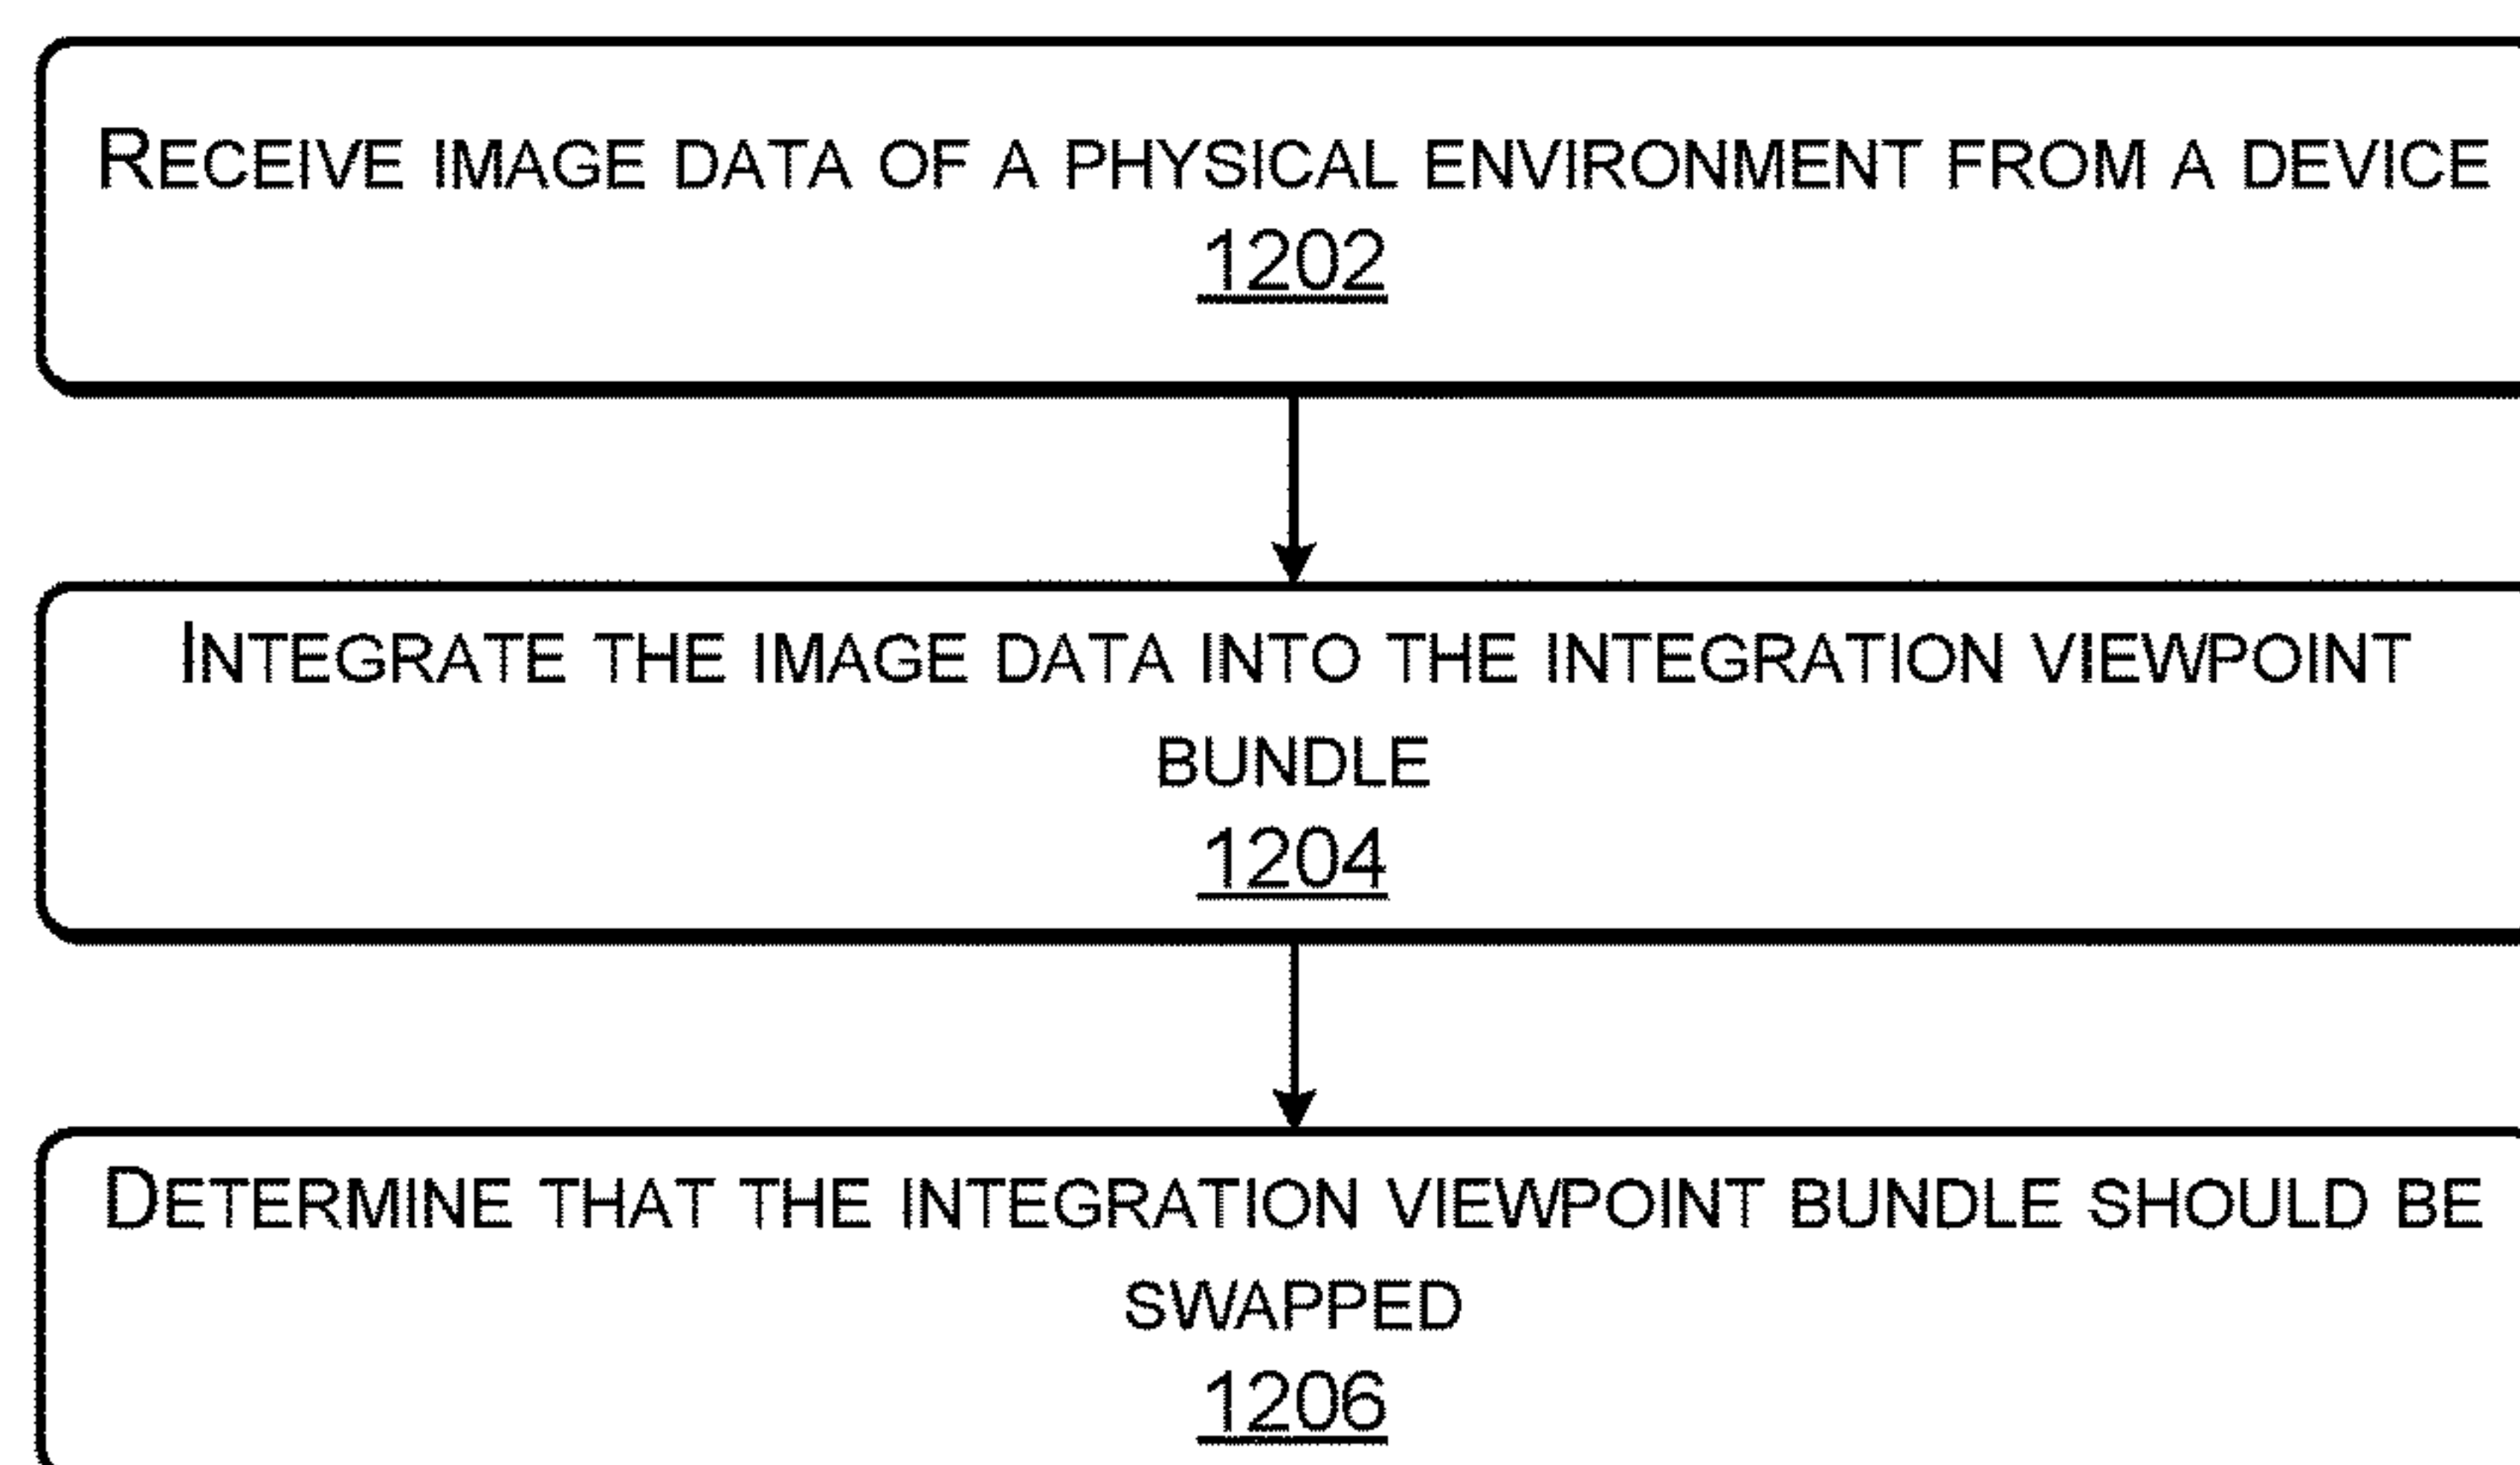 RECEIVE IMAGE DATA OF A PHYSICAL ENVIRONMENT FROM A DEVICE
1202
INTEGRATE THE IMAGE DATA INTO THE INTEGRATION VIEWPOINT
BUNDLE
1204
DETERMINE THAT THE INTEGRATION VIEWPOINT BUNDLE SHOULD BE
SWAPPED
1206